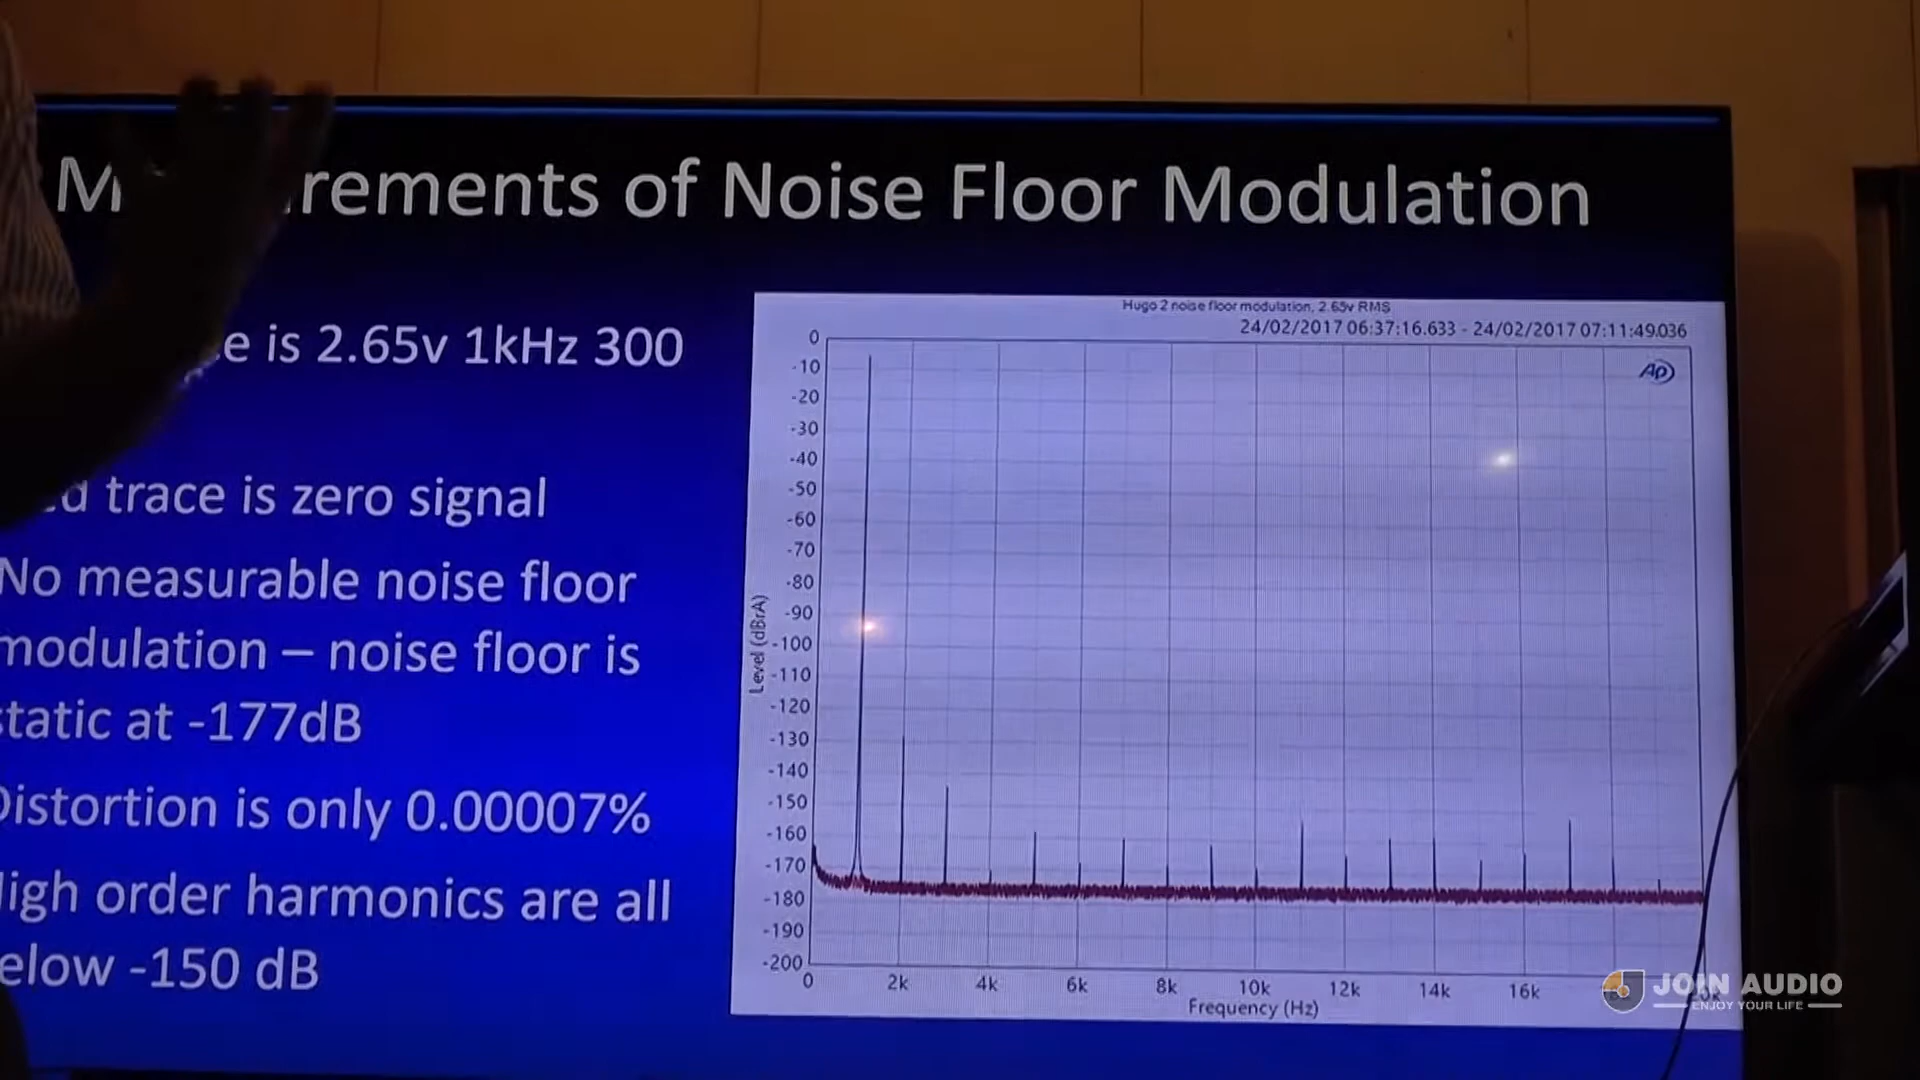 of Noise Floor Modulation
is 2.65v 1kHz 300
trace is zero signal
No measurable noise floor
modulation – noise floor is
at -177dB
is only 0.00007%
order harmonics are all
-150 dB
Hugo 2 noise floor modulation, 2.65v RMS
24/02/2017 06:37:16.633 - 24/02/2017 07:11:49.036
AP
0
-10
-20
-30
-40
-50
-60
-70
-80
-90
-100
-110
-120
-130
-140
-150
-160
-170
-180
-190
-200
Level (dBrA)
0 2k 4k 6k 8k 10k 12k 14k 16k 20k
Frequency (Hz)
JOIN AUDIO
ENJOY YOUR LIFE